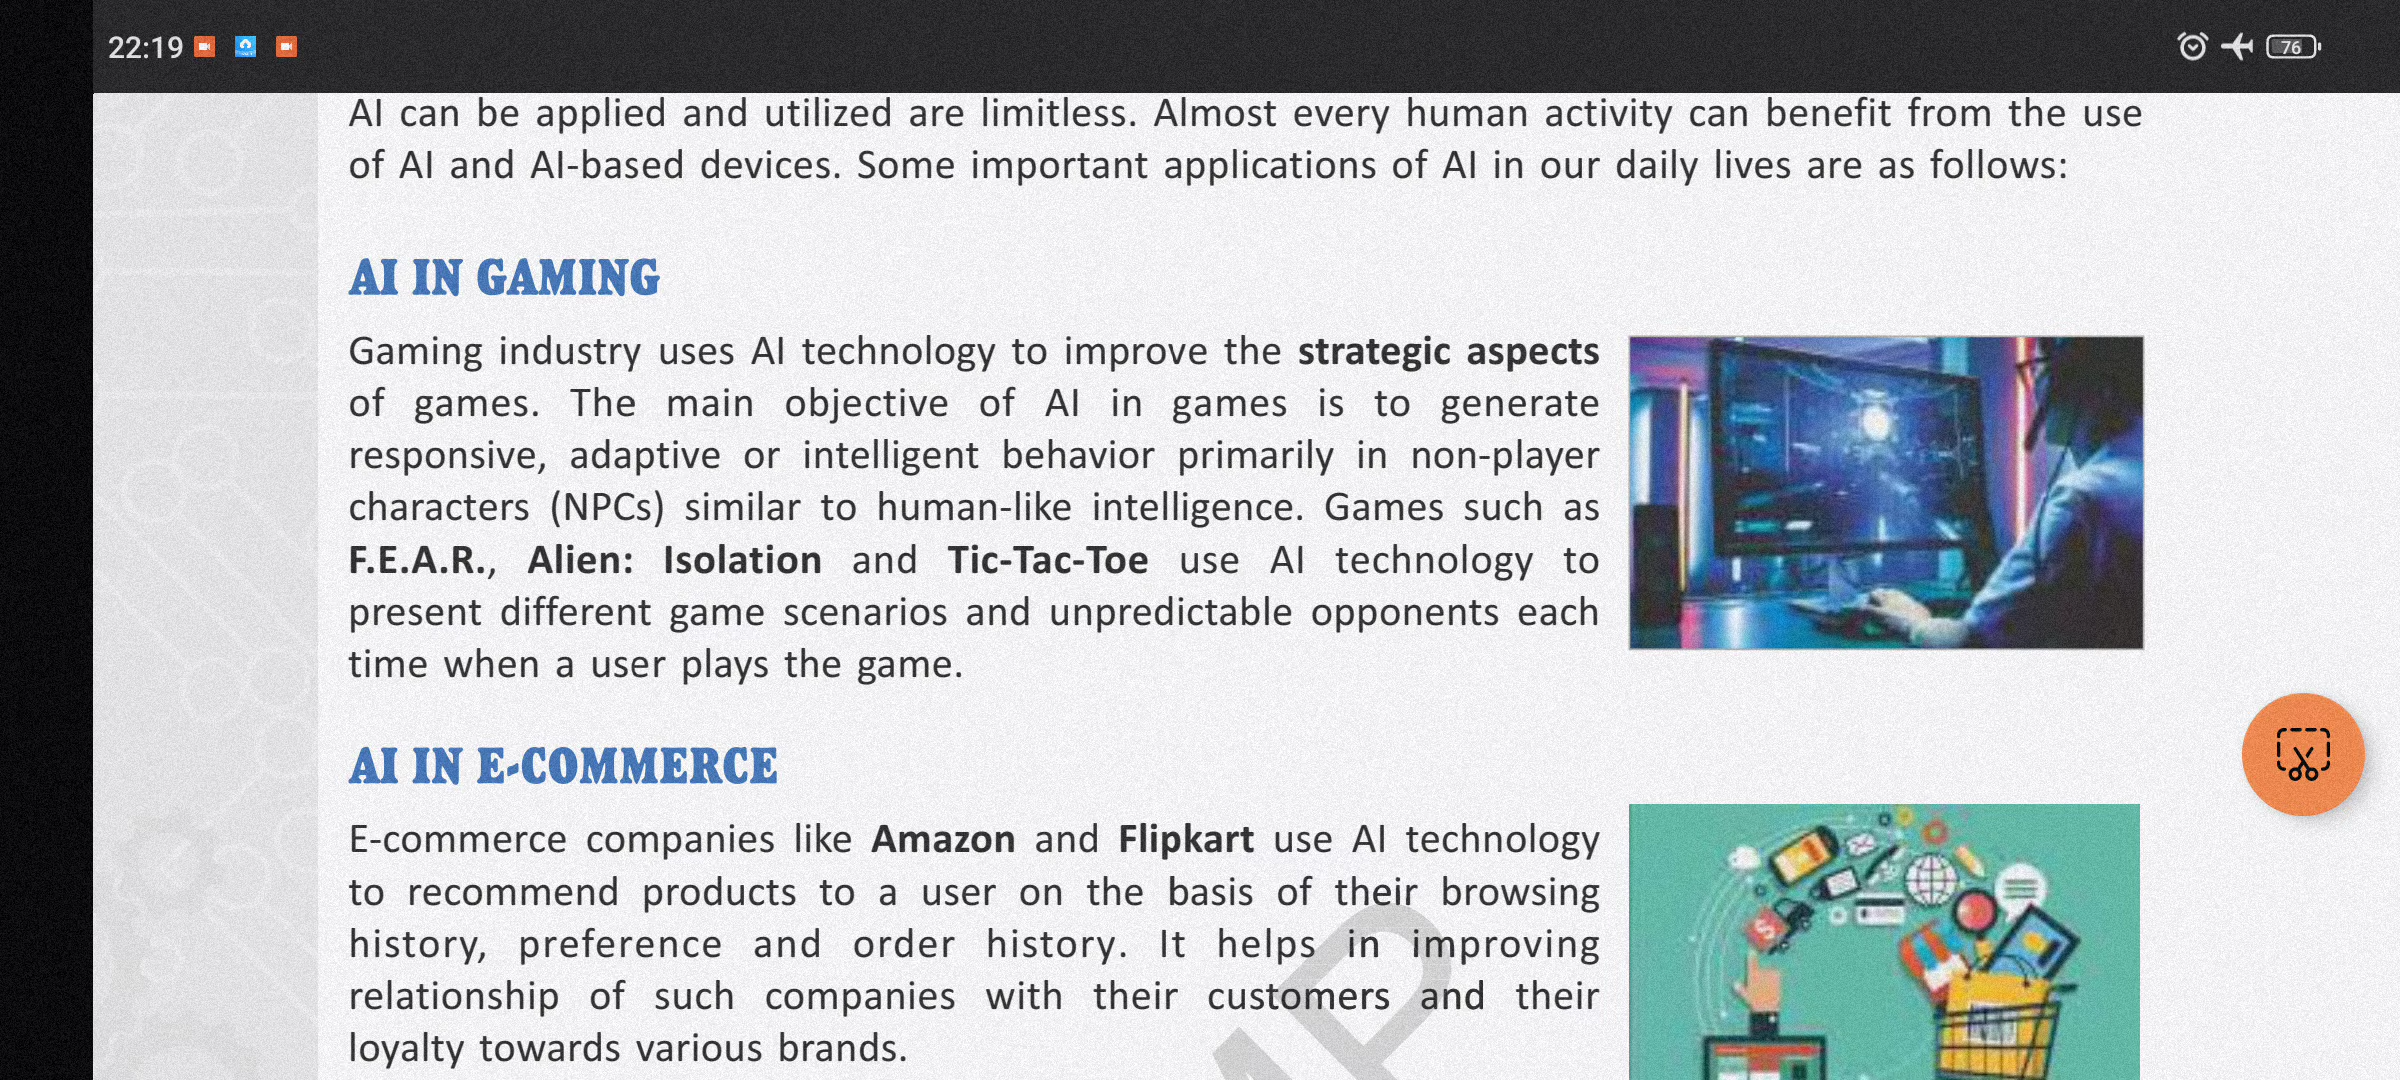 22:19
76
AI can be applied and utilized are limitless. Almost every human activity can benefit from the use
of AI and AI-based devices. Some important applications of AI in our daily lives are as follows:
AI IN GAMING
Gaming industry uses AI technology to improve the strategic aspects
of games. The main objective of AI in games is to generate
responsive, adaptive or intelligent behavior primarily in non-player
characters (NPCs) similar to human-like intelligence. Games such as
F.E.A.R., Alien: Isolation and Tic-Tac-Toe use AI technology to
present different game scenarios and unpredictable opponents each
time when a user plays the game.
AI IN E-COMMERCE
E-commerce companies like Amazon and Flipkart use AI technology
to recommend products to a user on the basis of their browsing
history, preference and order history. It helps in improving
relationship of such companies with their customers and their
loyalty towards various brands.